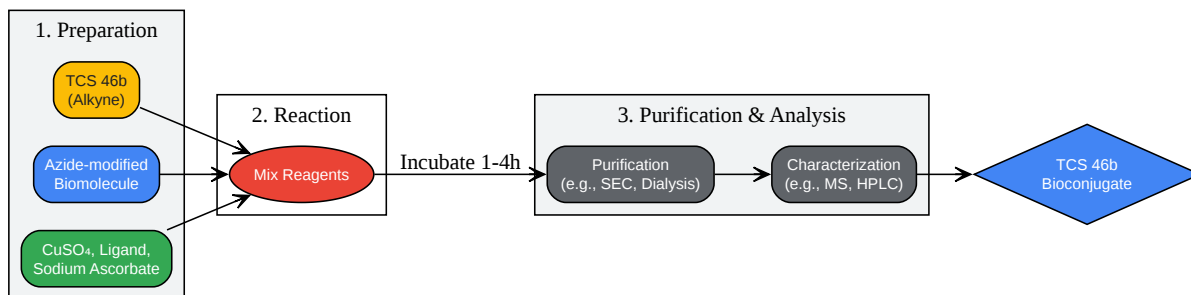 1. Preparation
TCS 46b
(Alkyne)
Azide-modified
Biomolecule
CuSO₄, Ligand,
Sodium Ascorbate
2. Reaction
Mix Reagents
Incubate 1-4h
3. Purification & Analysis
Purification
(e.g., SEC, Dialysis)
Characterization
(e.g., MS, HPLC)
TCS 46b
Bioconjugate